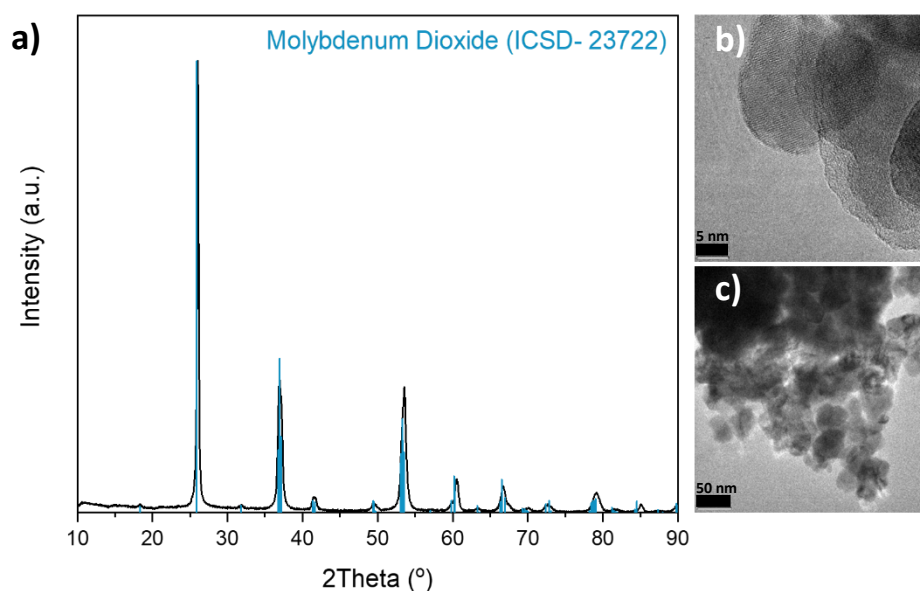 a)
Molybdenum Dioxide (ICSD- 23722)
Intensity (a.u.)
10 20 30 40 50 60 70 80 90
2Theta (º)
b)
5 nm
c)
50 nm